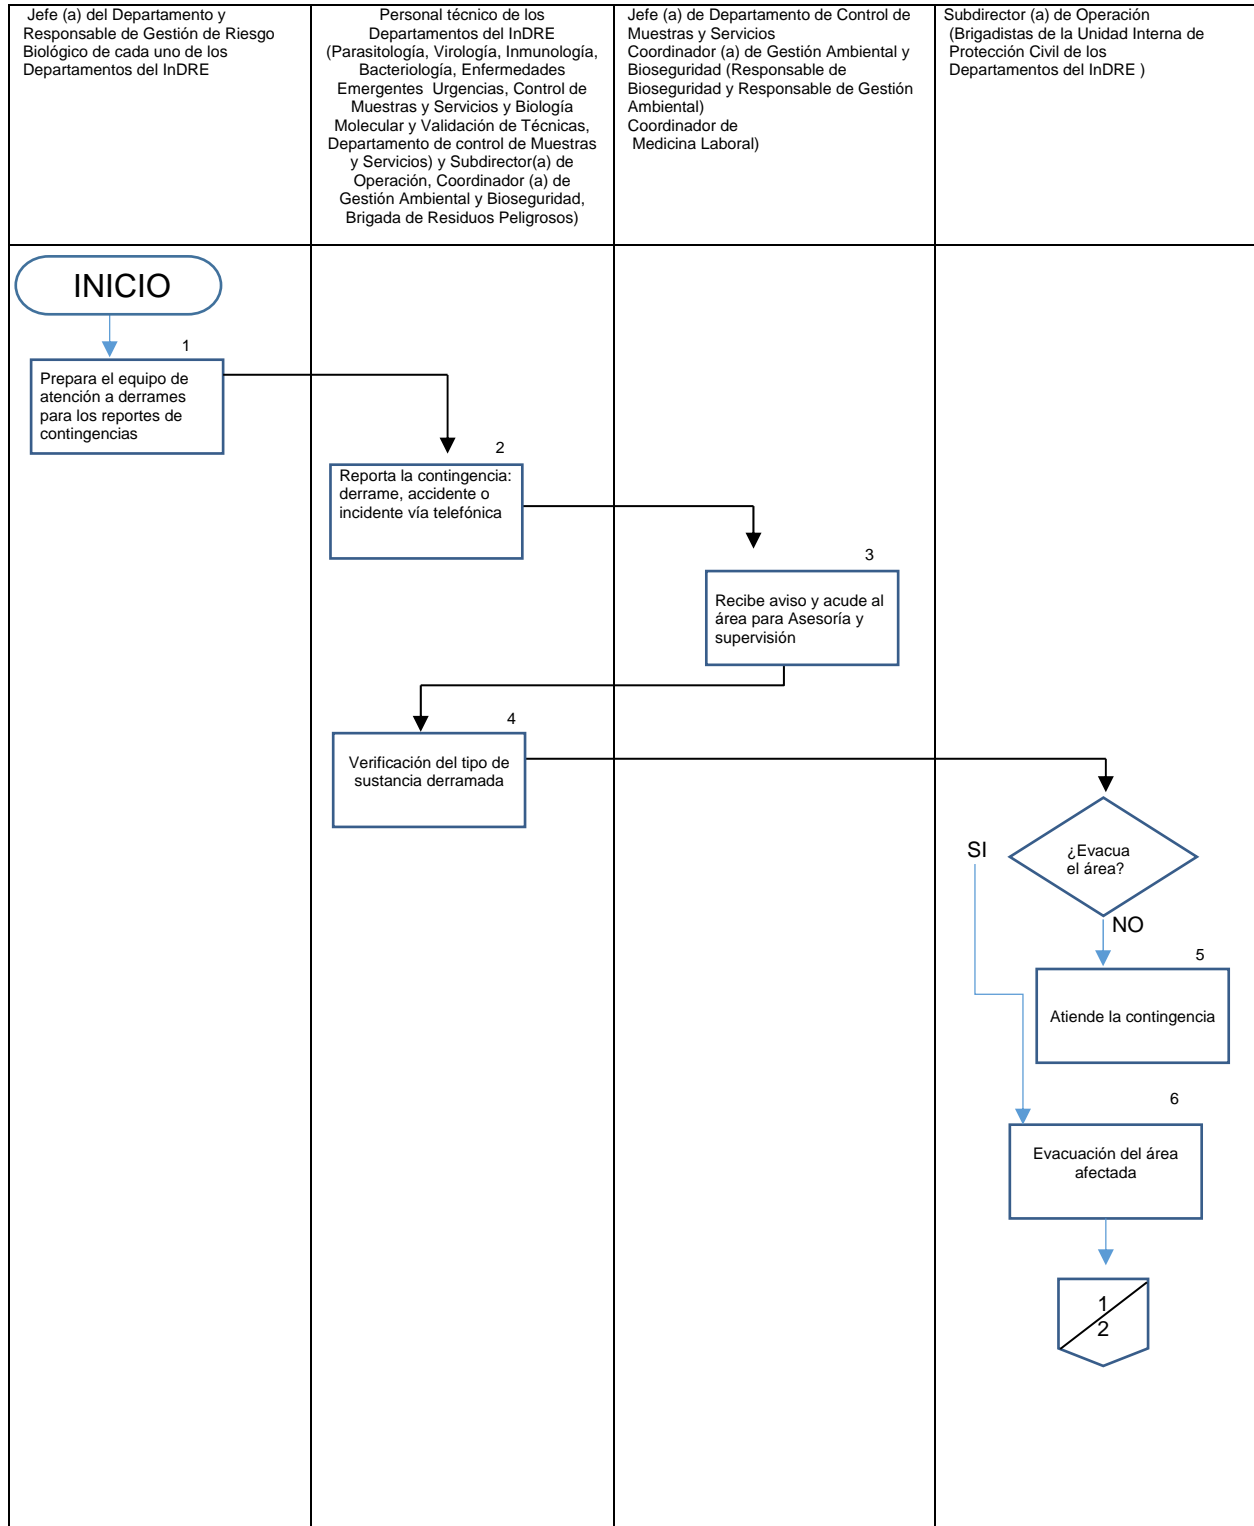 Jefe (a) del Departamento y
Responsable de Gestión de Riesgo
Biológico de cada uno de los
Departamentos del InDRE
Personal técnico de los
Departamentos del InDRE
(Parasitología, Virología, Inmunología,
Bacteriología, Enfermedades
Emergentes Urgencias, Control de
Muestras y Servicios y Biología
Molecular y Validación de Técnicas,
Departamento de control de Muestras
y Servicios) y Subdirector(a) de
Operación, Coordinador (a) de
Gestión Ambiental y Bioseguridad,
Brigada de Residuos Peligrosos)
Jefe (a) de Departamento de Control de
Muestras y Servicios
Coordinador (a) de Gestión Ambiental y
Bioseguridad (Responsable de
Bioseguridad y Responsable de Gestión
Ambiental)
Coordinador de
Medicina Laboral)
Subdirector (a) de Operación
(Brigadistas de la Unidad Interna de
Protección Civil de los
Departamentos del InDRE )
INICIO
1
Prepara el equipo de
atención a derrames
para los reportes de
contingencias
2
Reporta la contingencia:
derrame, accidente o
incidente vía telefónica
3
Recibe aviso y acude al
área para Asesoría y
supervisión
4
Verificación del tipo de
sustancia derramada
SI
¿Evacua
el área?
NO
5
Atiende la contingencia
6
Evacuación del área
afectada
1
2